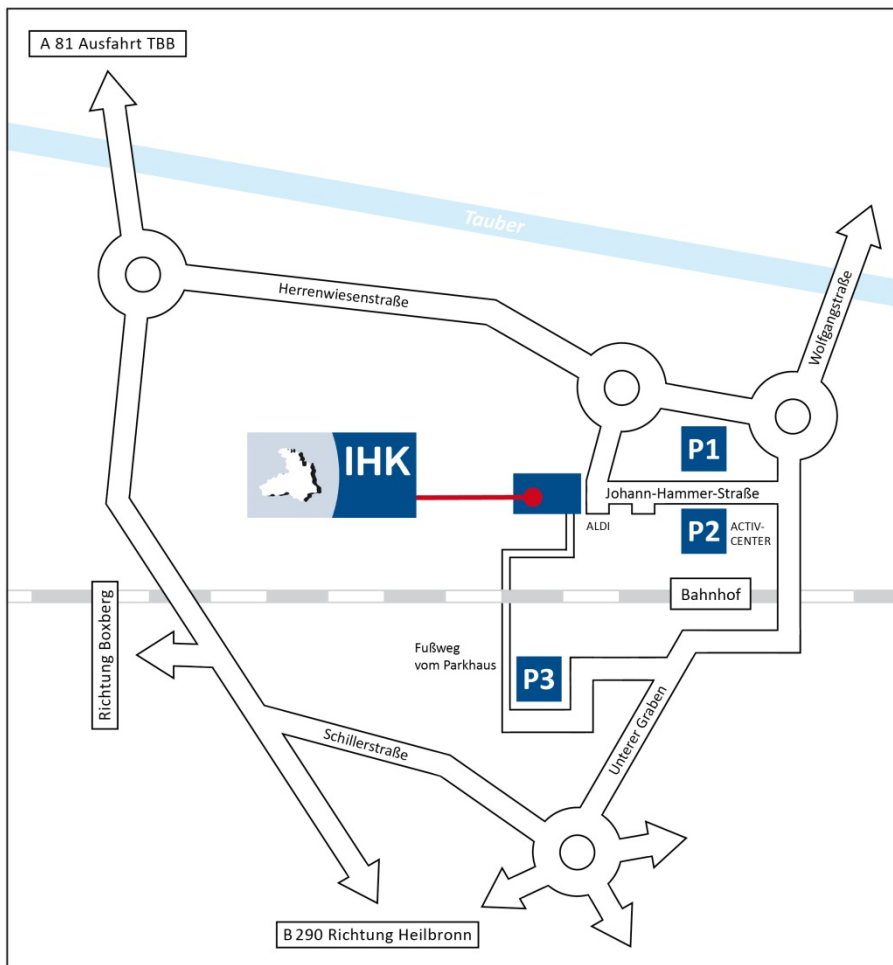 A 81 Ausfahrt TBB
Tauber
Wolfgangstraße
Herrenwiesenstraße
IHK
P1
Johann-Hammer-Straße
ALDI
P2
ACTIV-
CENTER
Bahnhof
Richtung Boxberg
Fußweg
vom Parkhaus
P3
Unterer Graben
Schillerstraße
B 290 Richtung Heilbronn